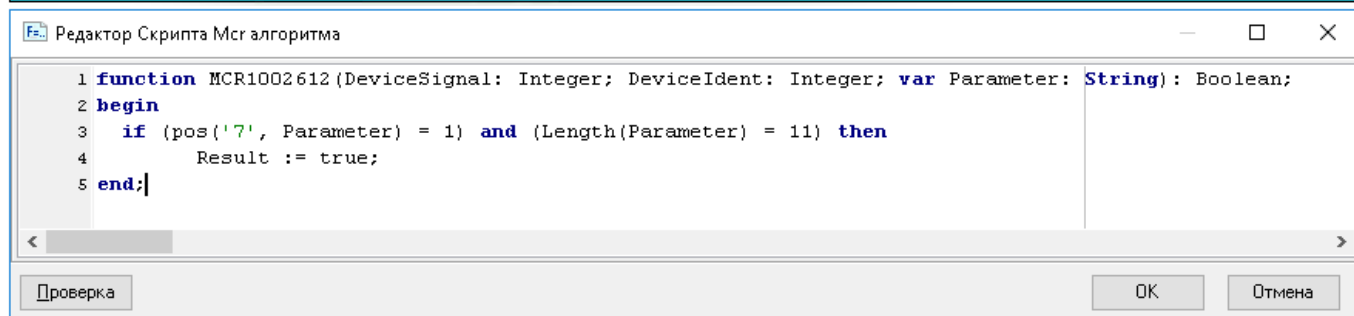 F=.. Редактор Скрипта Mcr алгоритма
1 function MCR1002612(DeviceSignal: Integer; DeviceIdent: Integer; var Parameter: String): Boolean;
2 begin
3 if (pos('7', Parameter) = 1) and (Length(Parameter) = 11) then
4 Result := true;
5 end;
Проверка OK Отмена